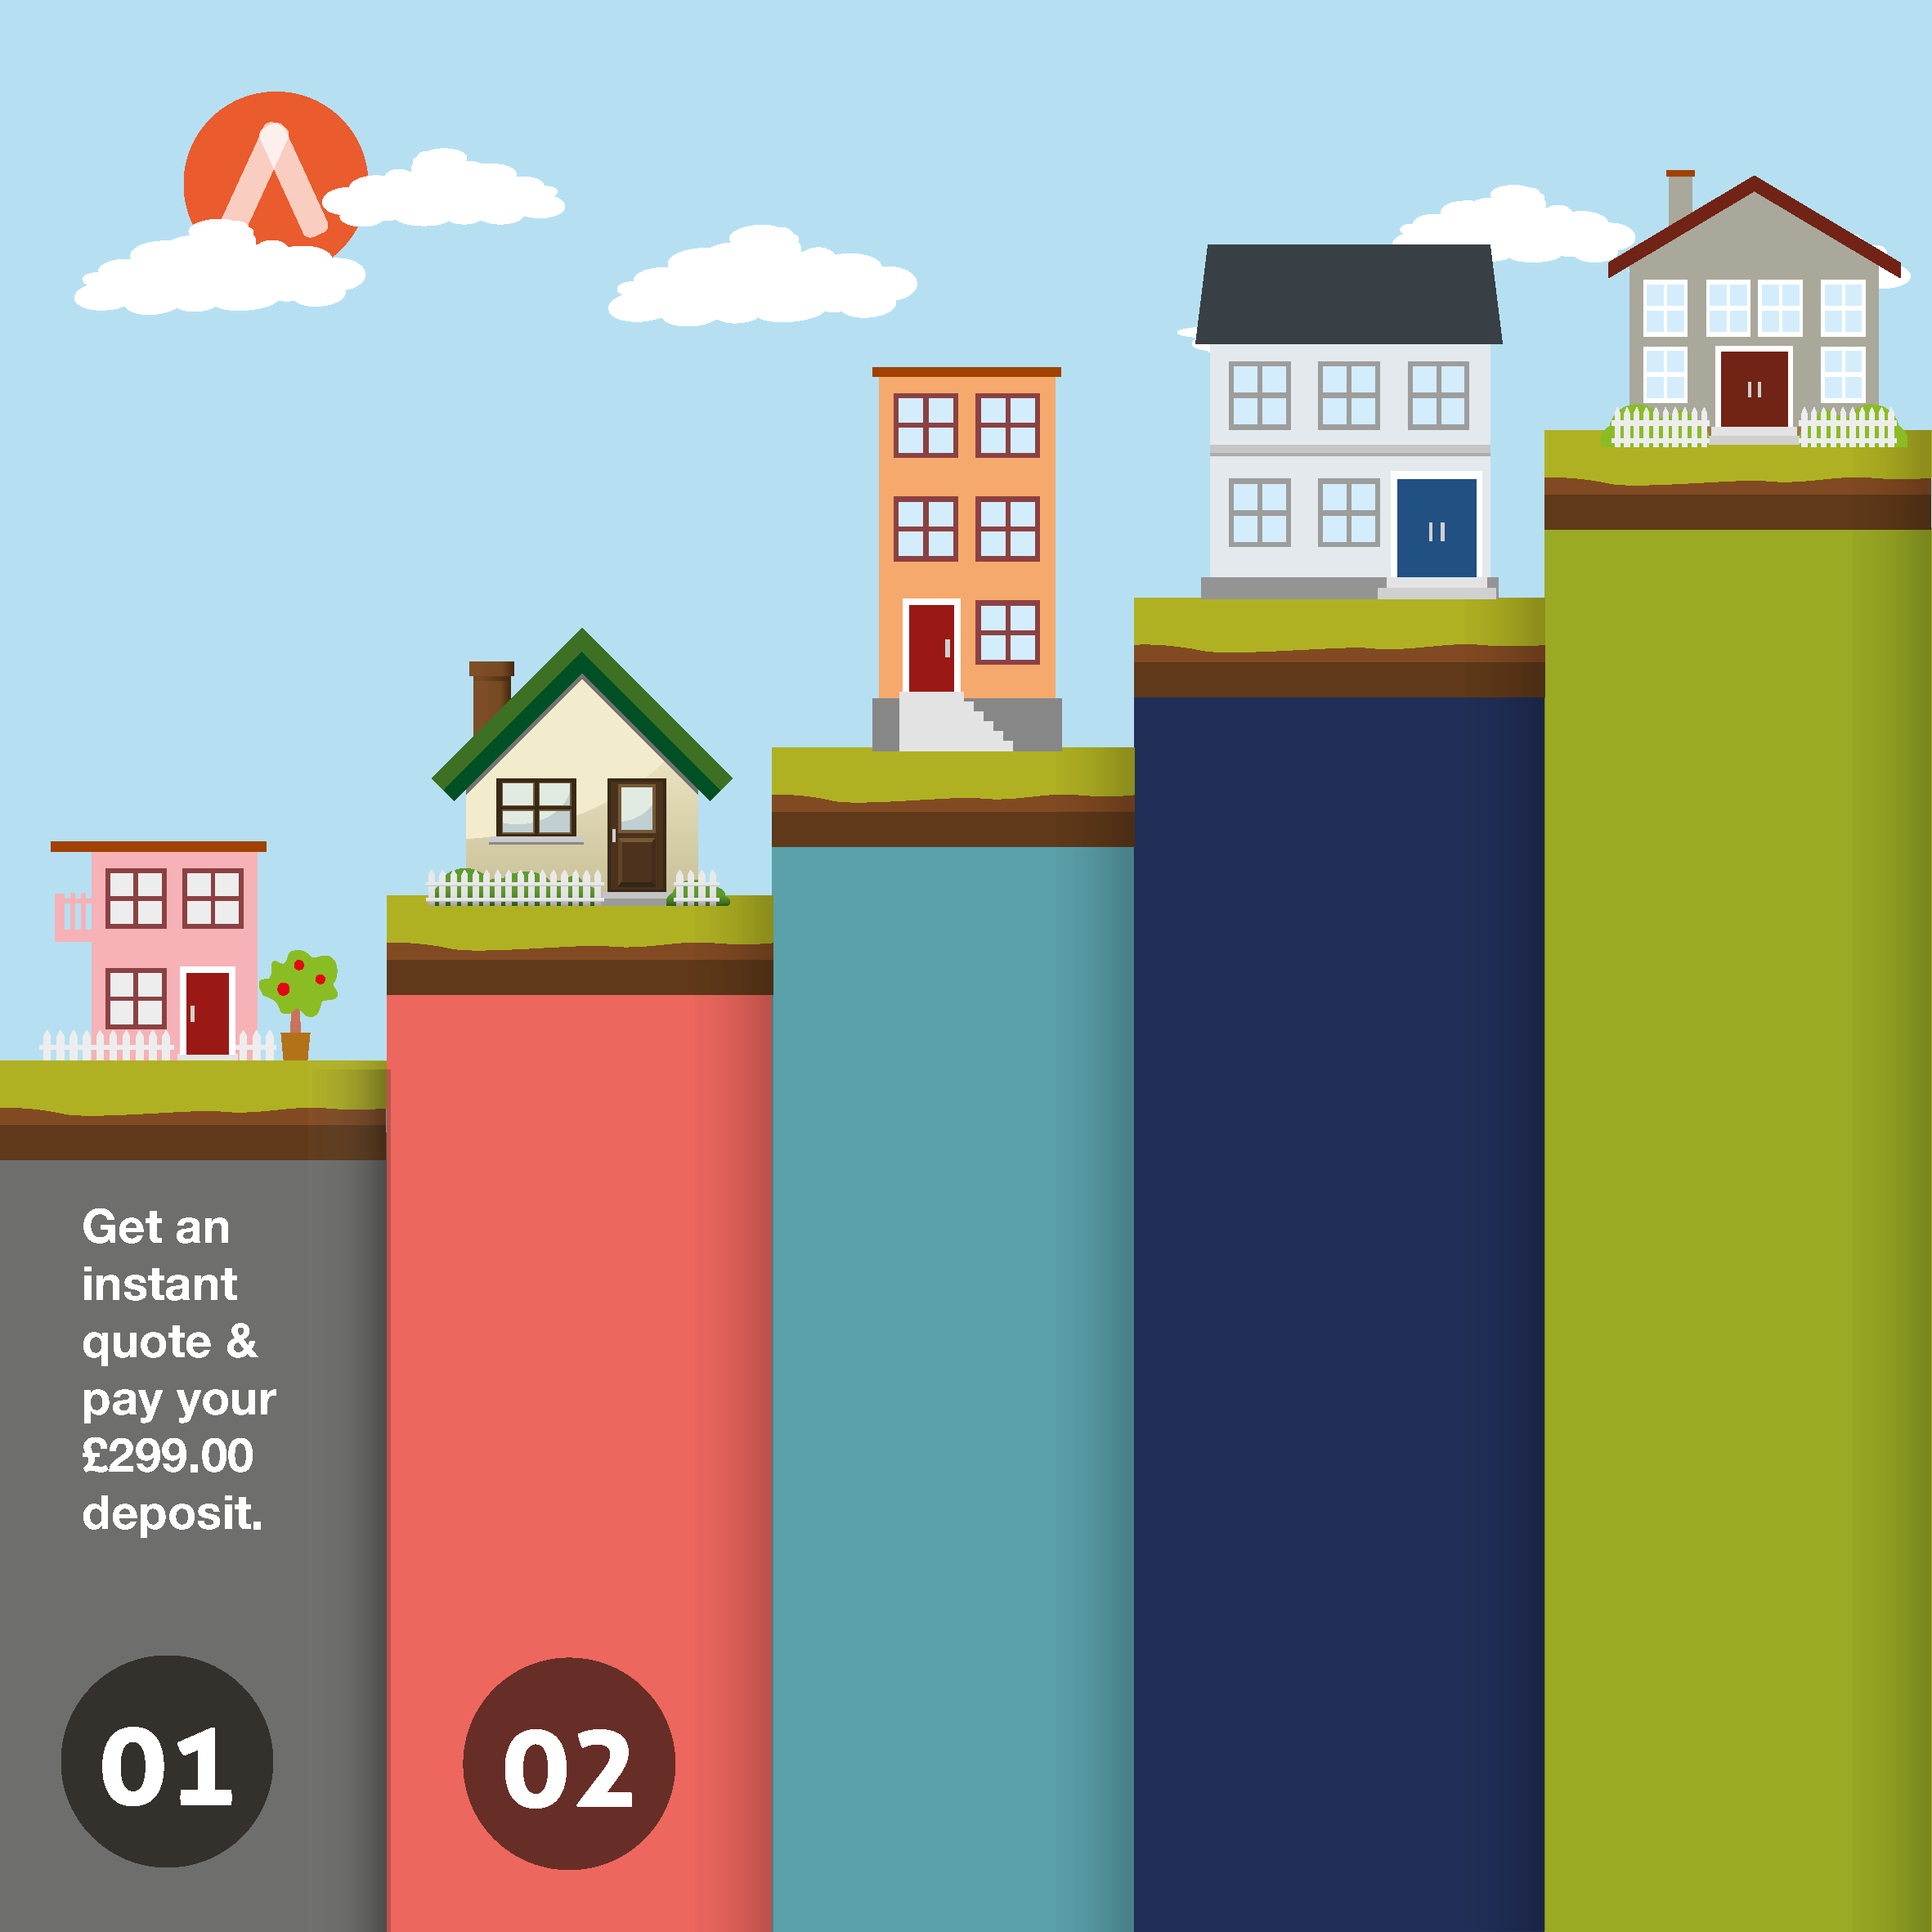 Get an
instant
quote &
pay your
£299.00
deposit.
01
02